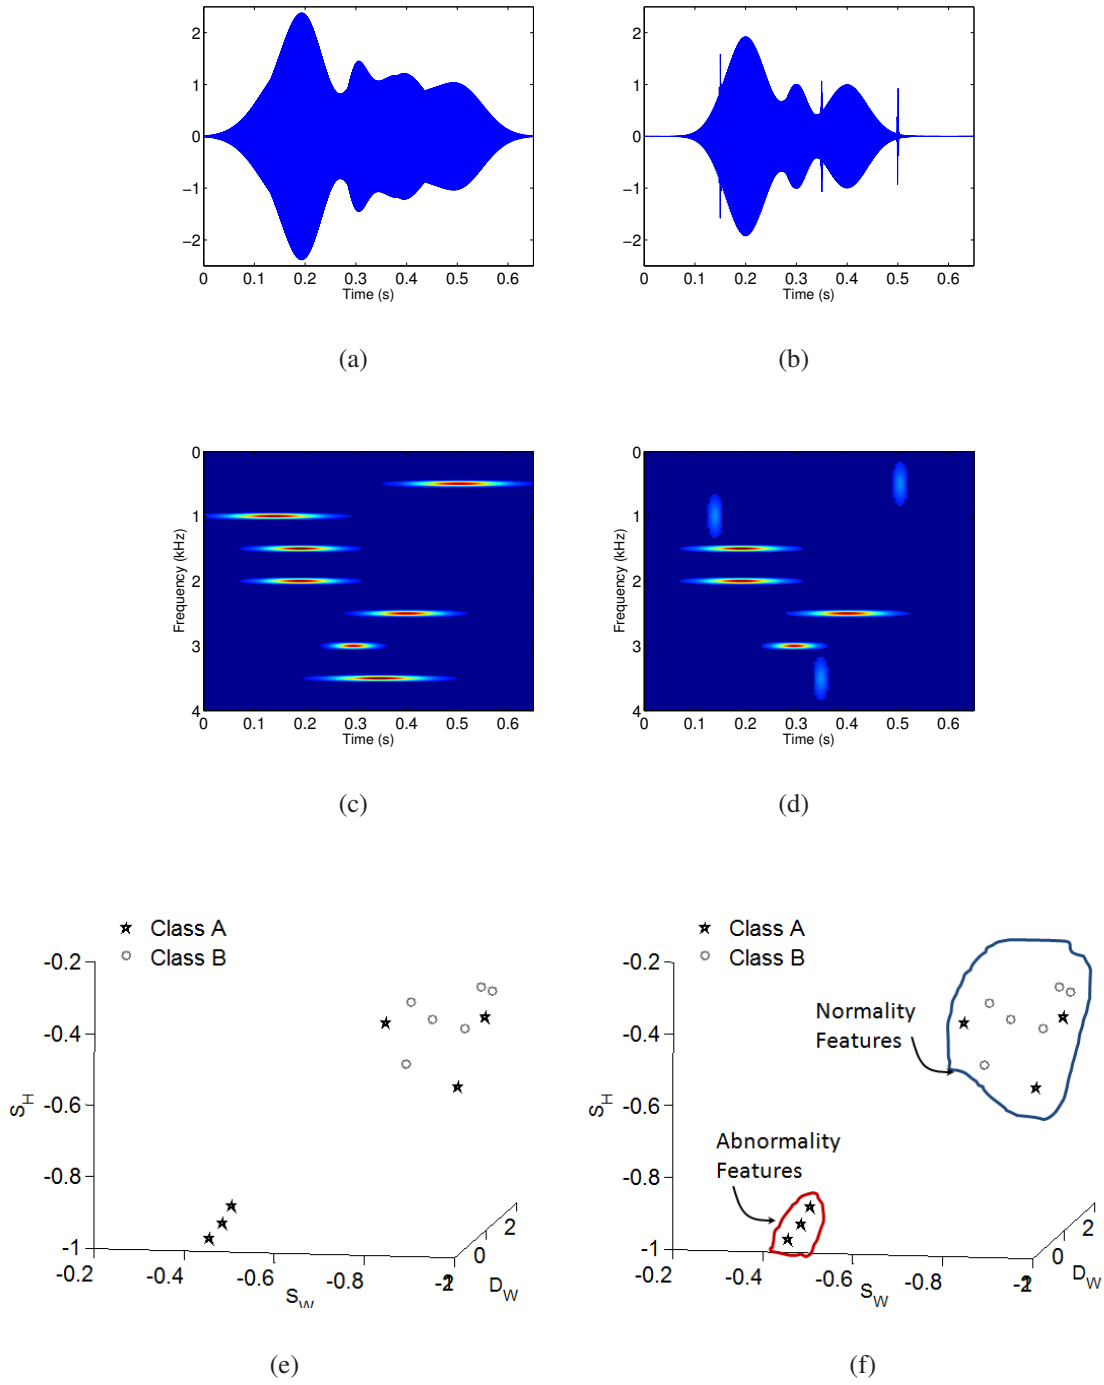 2
1
0
−1
−2
0 0.1 0.2 0.3 0.4 0.5 0.6
Time (s)
(a)
2
1
0
−1
−2
0 0.1 0.2 0.3 0.4 0.5 0.6
Time (s)
(b)
0
1
2
3
4
Frequency (kHz)
0 0.1 0.2 0.3 0.4 0.5 0.6
Time (s)
(c)
0
1
2
3
4
Frequency (kHz)
0 0.1 0.2 0.3 0.4 0.5 0.6
Time (s)
(d)
Class A
Class B
-0.2
-0.4
-0.6
-0.8
-1
S_H
-0.2 -0.4 -0.6 -0.8
S_W
0 2
D_W
(e)
Class A
Class B
-0.2
-0.4
-0.6
-0.8
-1
S_H
Normality
Features
Abnormality
Features
-0.2 -0.4 -0.6 -0.8
S_W
0 2
D_W
(f)